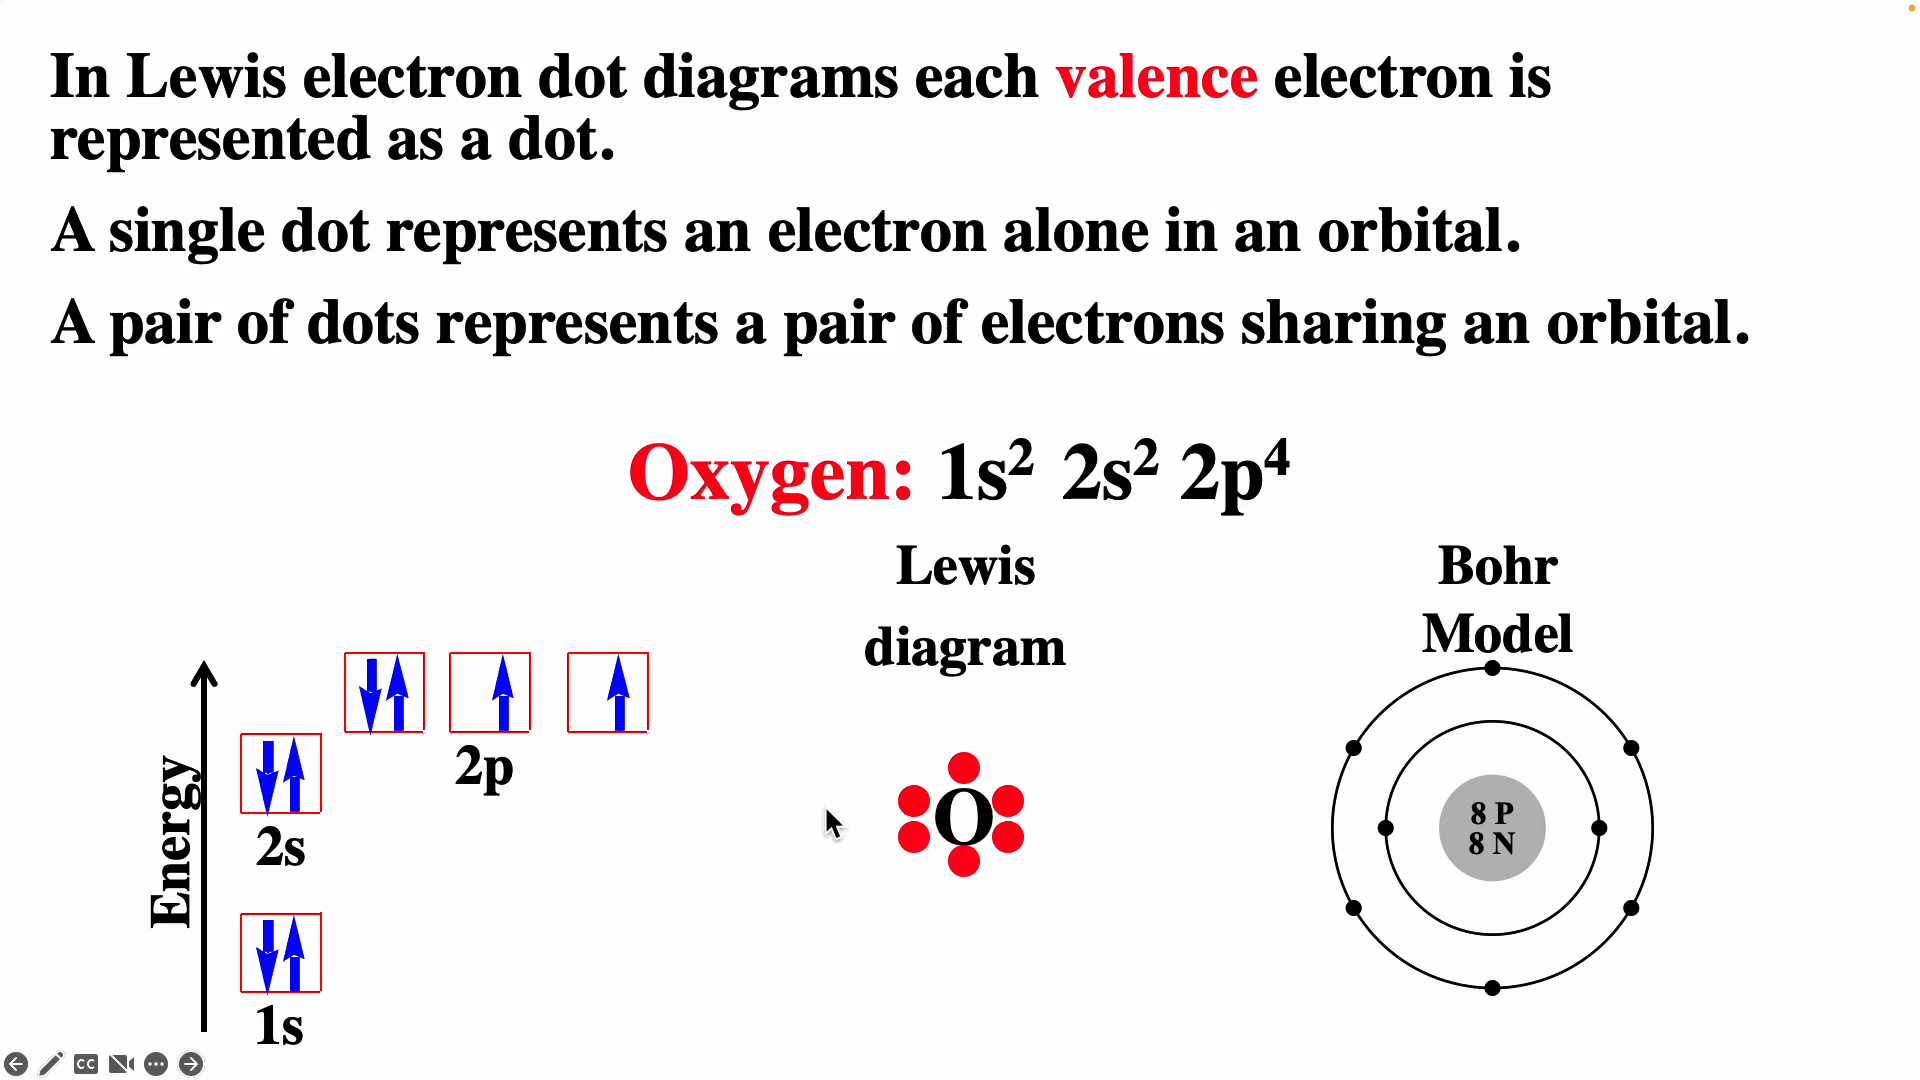 In Lewis electron dot diagrams each valence electron is
represented as a dot.
A single dot represents an electron alone in an orbital.
A pair of dots represents a pair of electrons sharing an orbital.
Oxygen: 1s² 2s² 2p⁴
Lewis
diagram
Bohr
Model
Energy
2p
2s
1s
O
8 P
8 N
CC